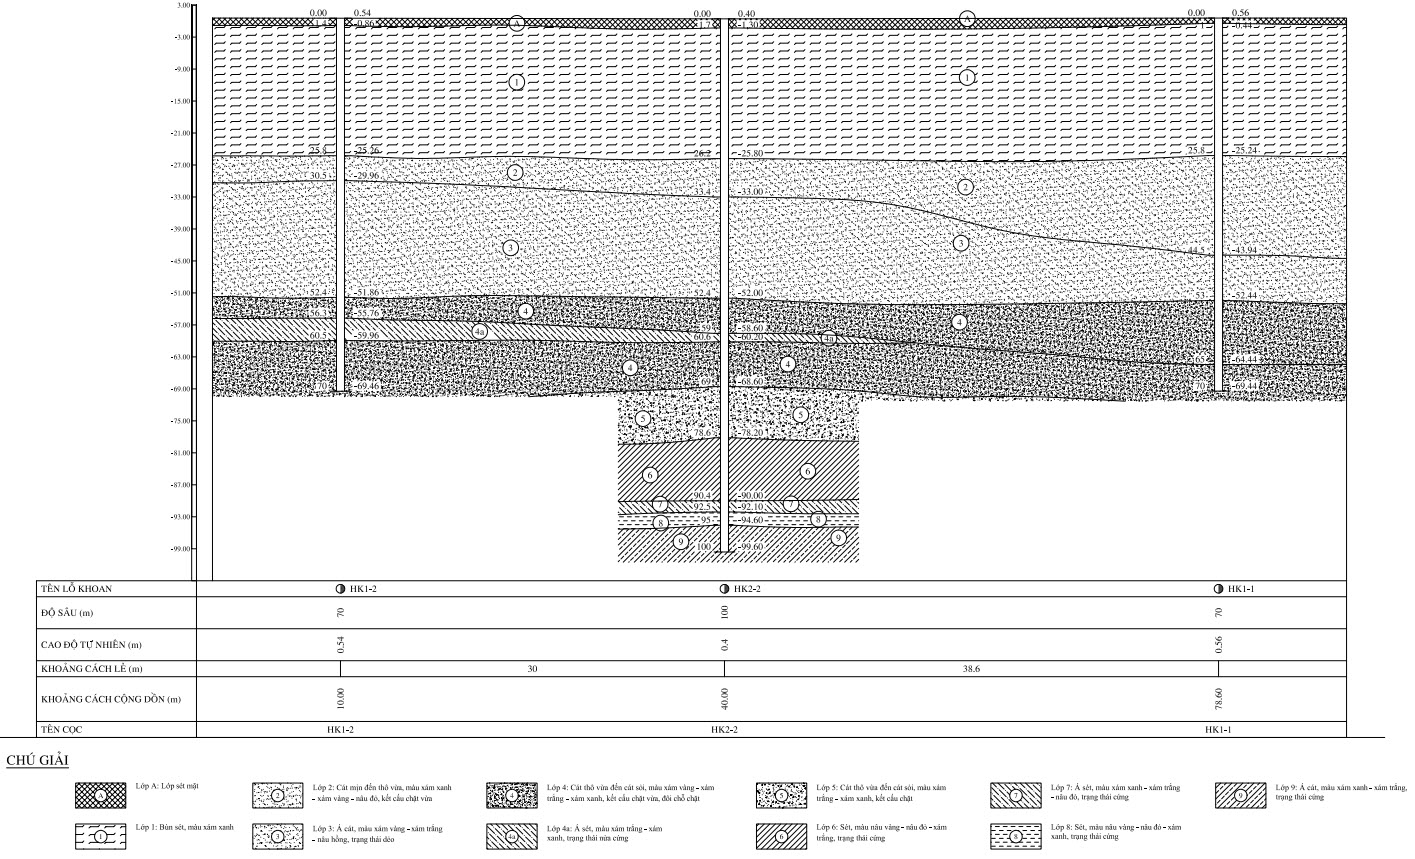 3.00
0.00 0.54 0.00 0.40 0.00 0.56
A A
1.4 -0.86 1.7 -1.30 1 -0.44
-3.00
-9.00
1 1
-15.00
-21.00
25.8 -25.26 26.2 -25.80 25.8 -25.24
-27.00
2 2
30.5 -29.96 33.4 -33.00
-33.00
-39.00
3 3
44.5 -43.94
-45.00
-51.00
52.4 -51.86 52.4 -52.00 -51.44
56.3 -55.76 4 4
-57.00
4a 59 -58.60 4a
60.5 -59.96 60.6 -60.20
-63.00
65 -64.44
4 4
-69.00
70 -69.46 69 -68.60 70 -69.44
5 5
-75.00
78.6 -78.20
-81.00
6 6
-87.00
90.4 -90.00
7 92.5 -92.10 7
-93.00
8 95 -94.60 8
9 9
-99.00
100 -99.60
TÊN LỖ KHOAN HK1-2 HK2-2 HK1-1
ĐỘ SÂU (m) 70 100 70
CAO ĐỘ TỰ NHIÊN (m) 0.54 0.4 0.56
KHOẢNG CÁCH LẺ (m) 30 38.6
KHOẢNG CÁCH CỘNG DỒN (m) 10.00 40.00 78.60
TÊN CỌC HK1-2 HK2-2 HK1-1
CHÚ GIẢI
A Lớp A: Lớp sét mặt
1 Lớp 1: Bùn sét, màu xám xanh
2 Lớp 2: Cát mịn đến thô vừa, màu xám xanh
- xám vàng - nâu đỏ, kết cấu chặt vừa
3 Lớp 3: Á cát, màu xám vàng - xám trắng
- nâu hồng, trạng thái dẻo
4 Lớp 4: Cát thô vừa đến cát sỏi, màu xám vàng - xám
trắng - xám xanh, kết cấu chặt vừa, đôi chỗ chặt
4a Lớp 4a: Á sét, màu xám trắng - xám
xanh, trạng thái nửa cứng
5 Lớp 5: Cát thô vừa đến cát sỏi, màu xám
trắng - xám xanh, kết cấu chặt
6 Lớp 6: Sét, màu nâu vàng - nâu đỏ - xám
trắng, trạng thái cứng
7 Lớp 7: Á sét, màu xám xanh - xám trắng
- nâu đỏ, trạng thái cứng
8 Lớp 8: Sét, màu nâu vàng - nâu đỏ - xám
xanh, trạng thái cứng
9 Lớp 9: Á cát, màu xám xanh - xám trắng,
trạng thái cứng